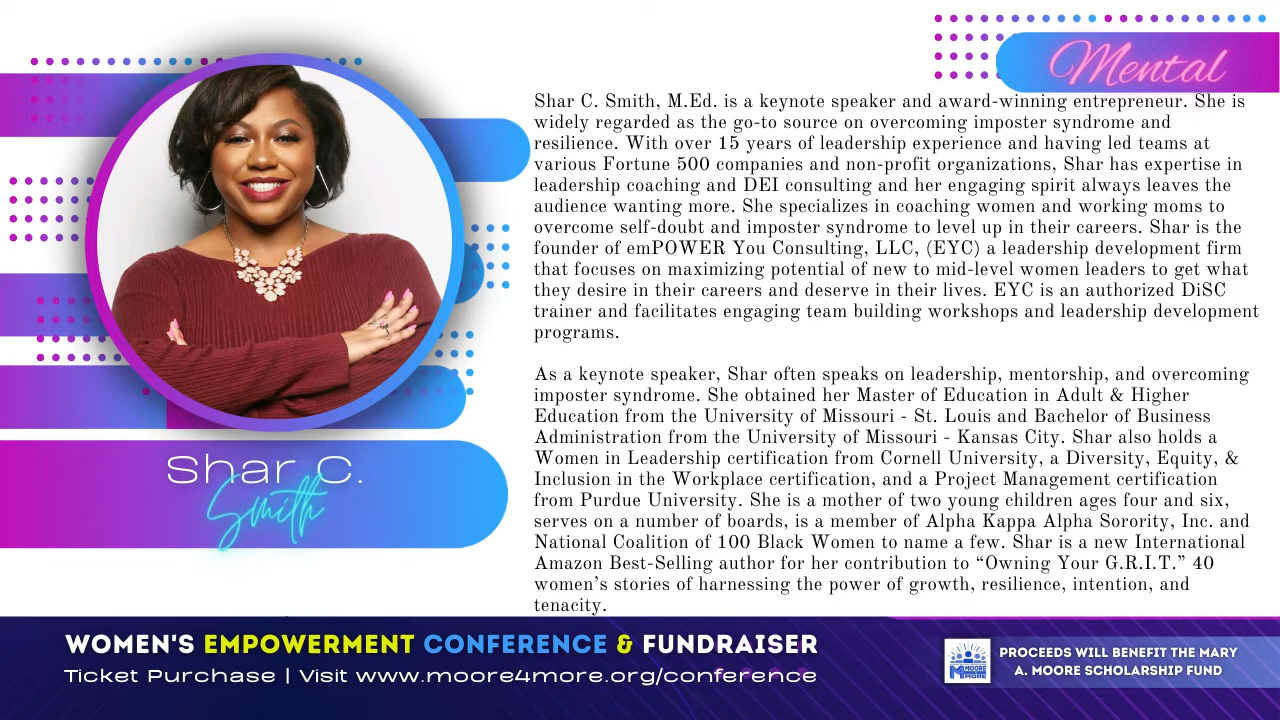 Mental
Shar C. Smith, M.Ed. is a keynote speaker and award-winning entrepreneur. She is
widely regarded as the go-to source on overcoming imposter syndrome and
resilience. With over 15 years of leadership experience and having led teams at
various Fortune 500 companies and non-profit organizations, Shar has expertise in
leadership coaching and DEI consulting and her engaging spirit always leaves the
audience wanting more. She specializes in coaching women and working moms to
overcome self-doubt and imposter syndrome to level up in their careers. Shar is the
founder of emPOWER You Consulting, LLC, (EYC) a leadership development firm
that focuses on maximizing potential of new to mid-level women leaders to get what
they desire in their careers and deserve in their lives. EYC is an authorized DiSC
trainer and facilitates engaging team building workshops and leadership development
programs.
As a keynote speaker, Shar often speaks on leadership, mentorship, and overcoming
imposter syndrome. She obtained her Master of Education in Adult & Higher
Education from the University of Missouri - St. Louis and Bachelor of Business
Administration from the University of Missouri - Kansas City. Shar also holds a
Women in Leadership certification from Cornell University, a Diversity, Equity, &
Inclusion in the Workplace certification, and a Project Management certification
from Purdue University. She is a mother of two young children ages four and six,
serves on a number of boards, is a member of Alpha Kappa Alpha Sorority, Inc. and
National Coalition of 100 Black Women to name a few. Shar is a new International
Amazon Best-Selling author for her contribution to “Owning Your G.R.I.T.” 40
women’s stories of harnessing the power of growth, resilience, intention, and
tenacity.
Shar C.
Smith
WOMEN'S EMPOWERMENT CONFERENCE & FUNDRAISER
Ticket Purchase | Visit www.moore4more.org/conference
MOORE
PROCEEDS WILL BENEFIT THE MARY
A. MOORE SCHOLARSHIP FUND